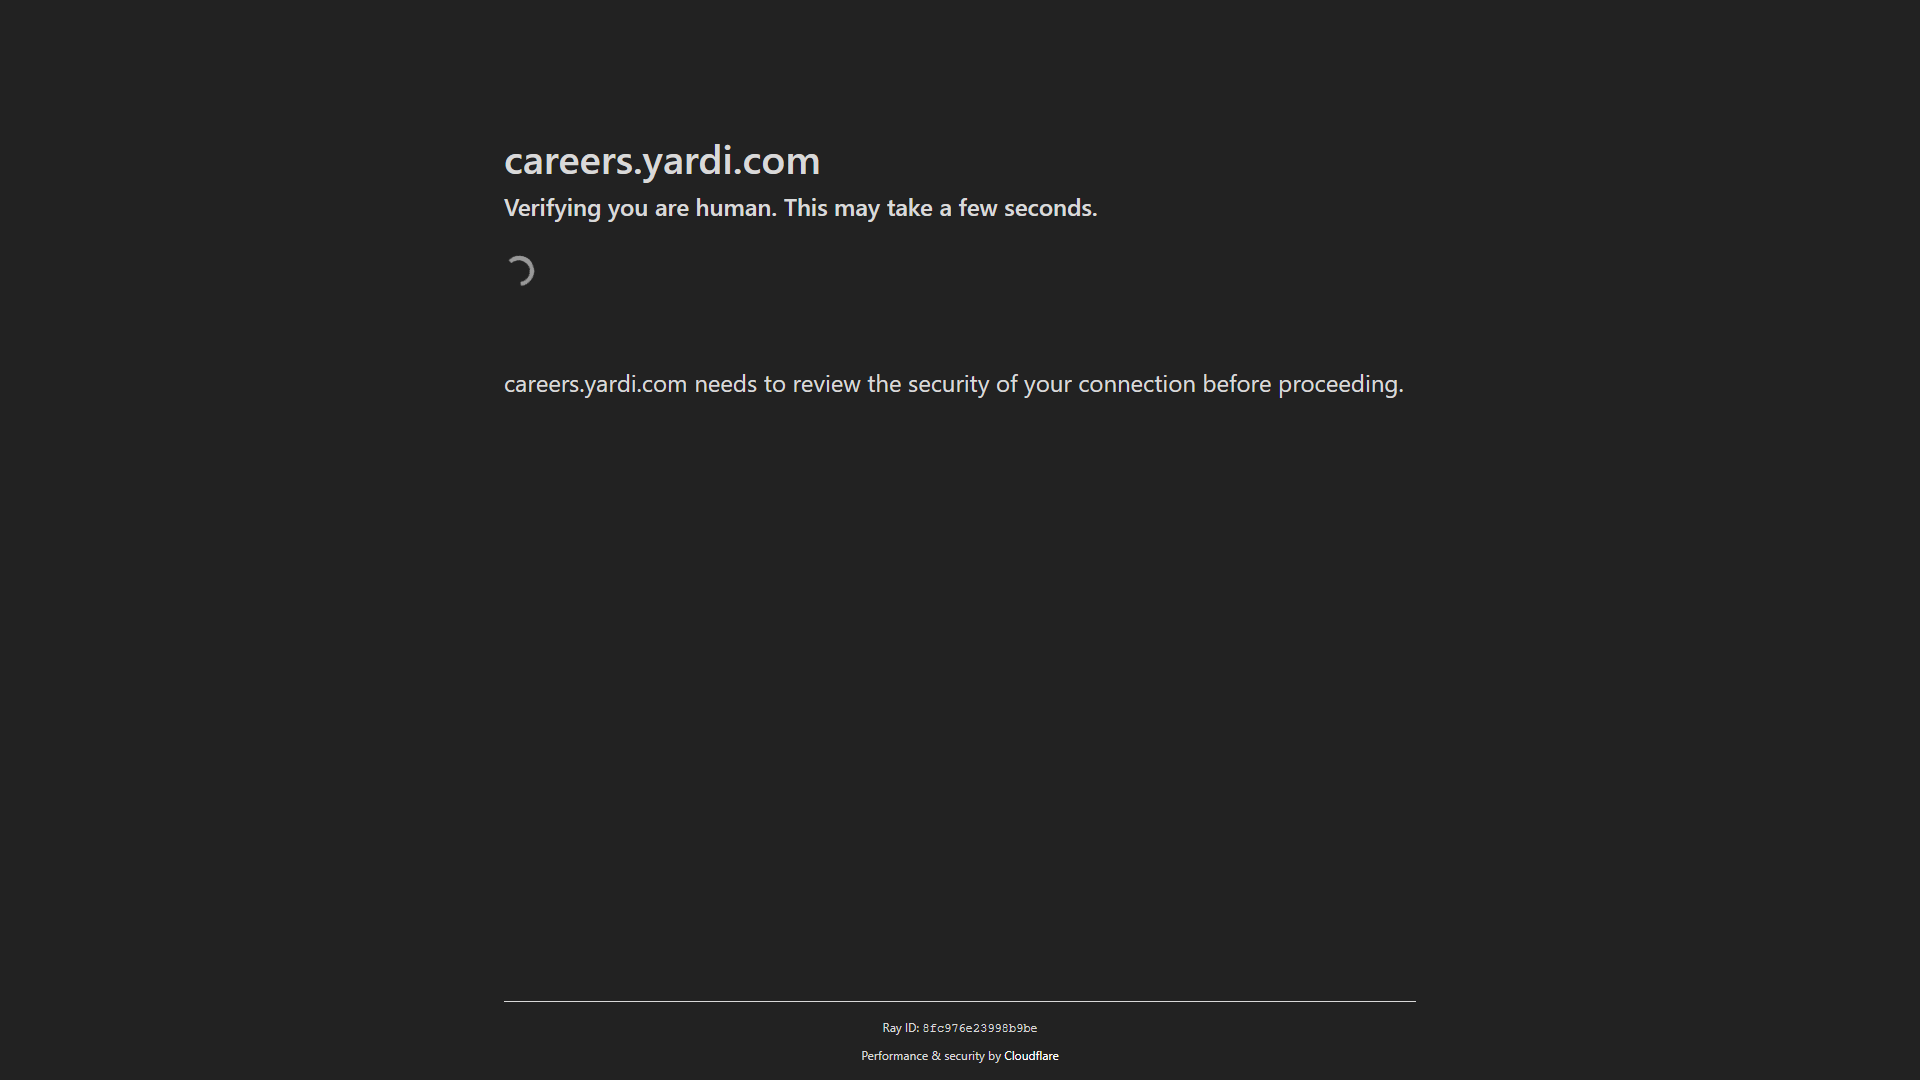 careers.yardi.com
Verifying you are human. This may take a few seconds.
careers.yardi.com needs to review the security of your connection before proceeding.
Ray ID: 8fc976e23998b9be
Performance & security by Cloudflare